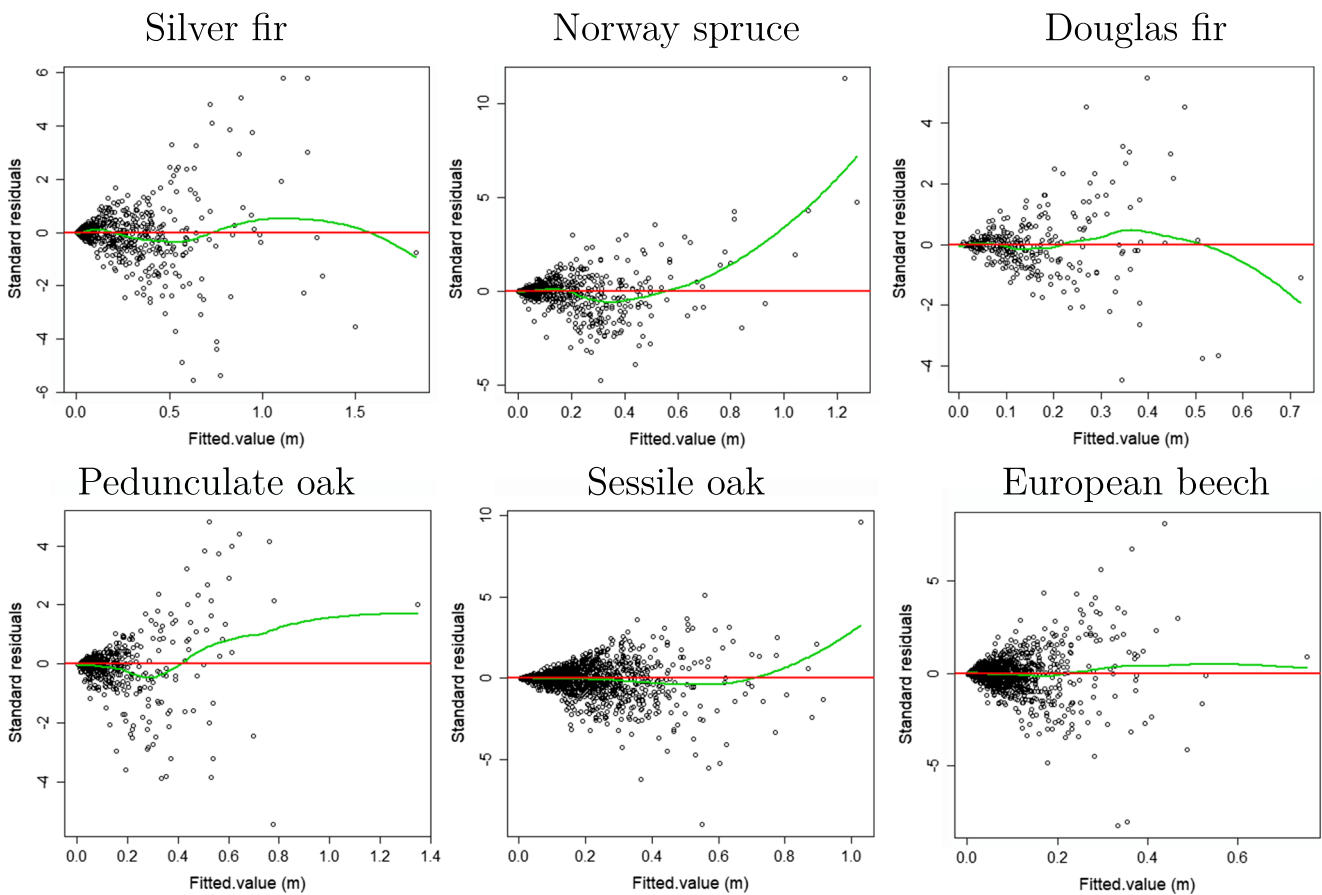 Silver fir
Norway spruce
Douglas fir
Standard residuals
6
4
2
0
-2
-4
-6
0.0 0.5 1.0 1.5
Fitted.value (m)
Standard residuals
10
5
0
-5
0.0 0.2 0.4 0.6 0.8 1.0 1.2
Fitted.value (m)
Standard residuals
4
2
0
-2
-4
0.0 0.1 0.2 0.3 0.4 0.5 0.6 0.7
Fitted.value (m)
Pedunculate oak
Sessile oak
European beech
Standard residuals
4
2
0
-2
-4
0.0 0.2 0.4 0.6 0.8 1.0 1.2 1.4
Fitted.value (m)
Standard residuals
10
5
0
-5
0.0 0.2 0.4 0.6 0.8 1.0
Fitted.value (m)
Standard residuals
5
0
-5
0.0 0.2 0.4 0.6
Fitted.value (m)